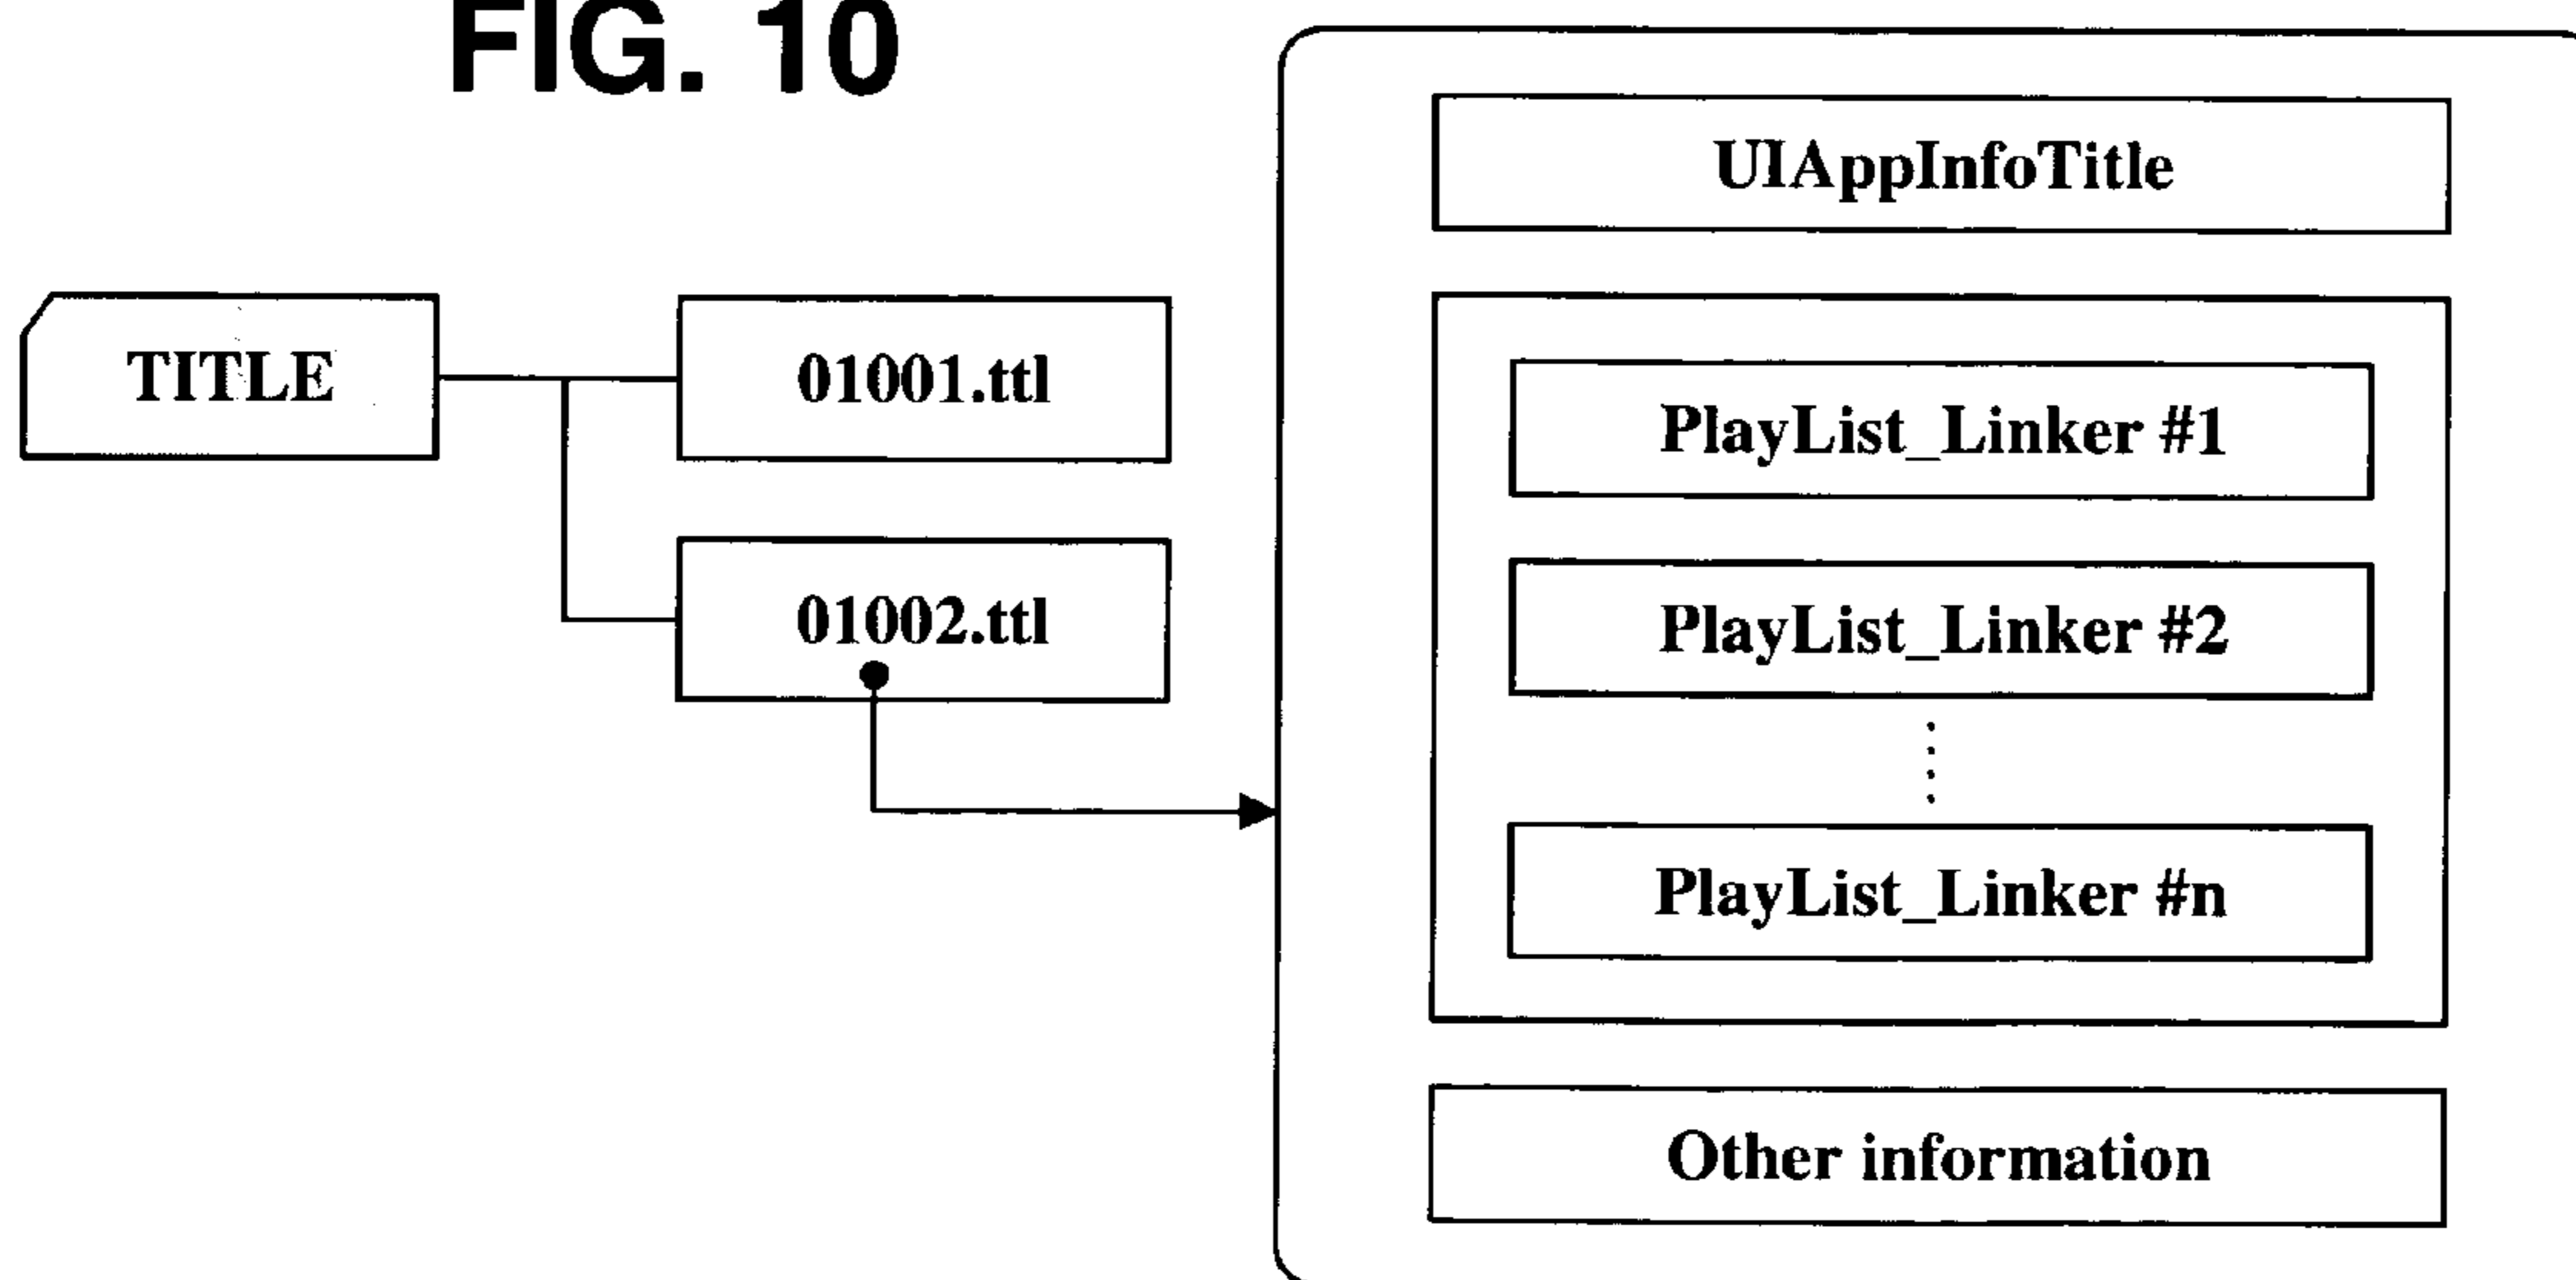 FIG. 10
UIAppInfoTitle
TITLE
01001.ttl
01002.ttl
PlayList_Linker #1
PlayList_Linker #2
PlayList_Linker #n
Other information